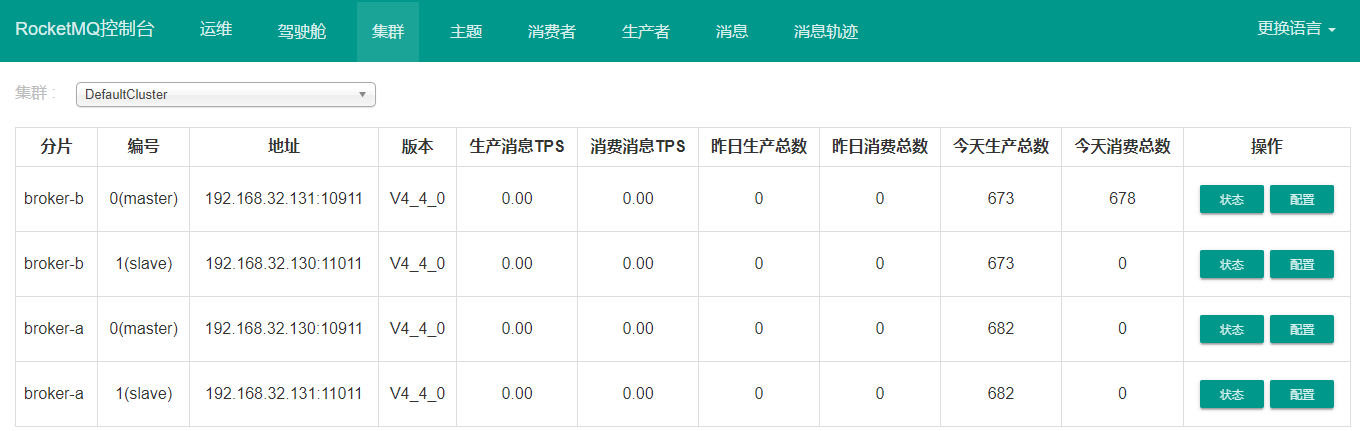 RocketMQ控制台 运维 驾驶舱 集群 主题 消费者 生产者 消息 消息轨迹 更换语言
集群： DefaultCluster
分片 编号 地址 版本 生产消息TPS 消费消息TPS 昨日生产总数 昨日消费总数 今天生产总数 今天消费总数 操作
broker-b 0(master) 192.168.32.131:10911 V4_4_0 0.00 0.00 0 0 673 678 状态 配置
broker-b 1(slave) 192.168.32.130:11011 V4_4_0 0.00 0.00 0 0 673 0 状态 配置
broker-a 0(master) 192.168.32.130:10911 V4_4_0 0.00 0.00 0 0 682 0 状态 配置
broker-a 1(slave) 192.168.32.131:11011 V4_4_0 0.00 0.00 0 0 682 0 状态 配置